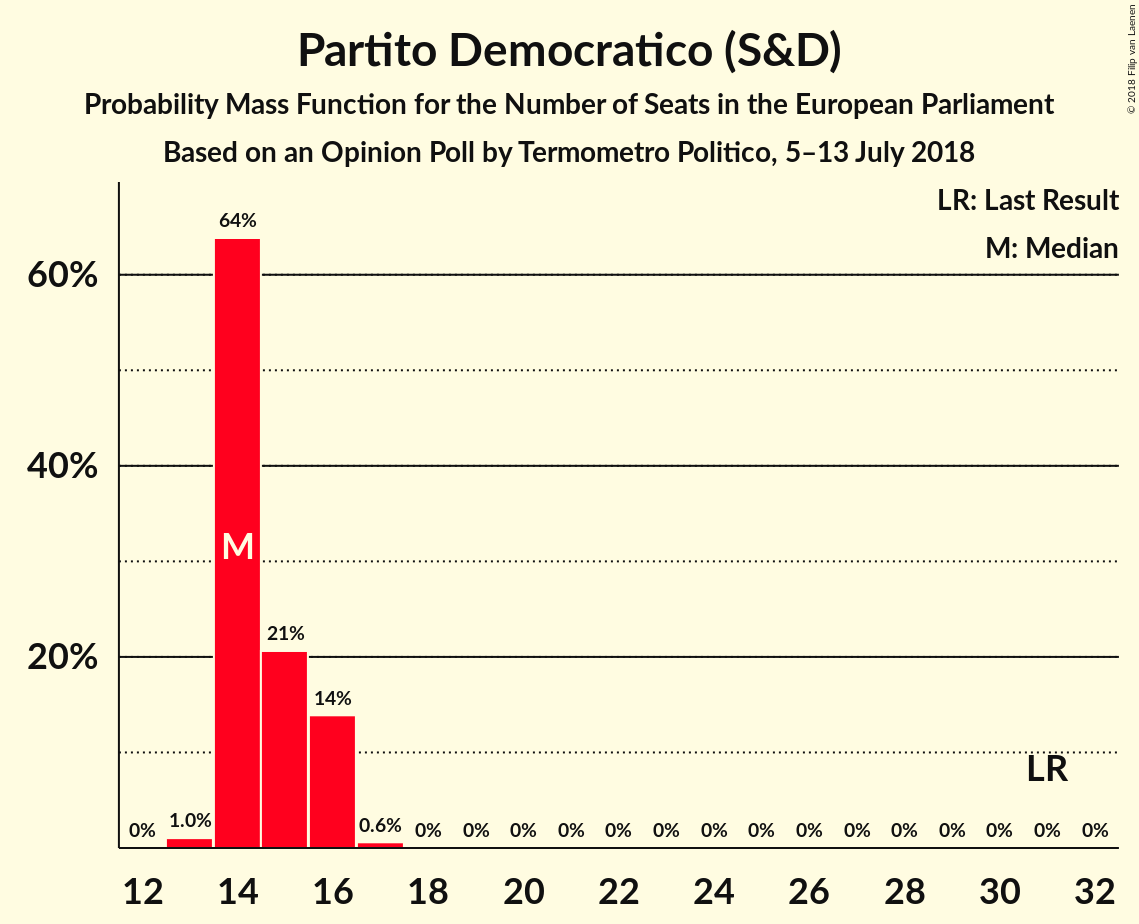 Partito Democratico (S&D)
Probability Mass Function for the Number of Seats in the European Parliament
Based on an Opinion Poll by Termometro Politico, 5–13 July 2018
© 2018 Filip van Laenen
LR: Last Result
M: Median
64%
60%
40%
M
21%
20%
14%
LR
0% 1.0% 0.6% 0% 0% 0% 0% 0% 0% 0% 0% 0% 0% 0% 0% 0% 0% 0%
12 14 16 18 20 22 24 26 28 30 32